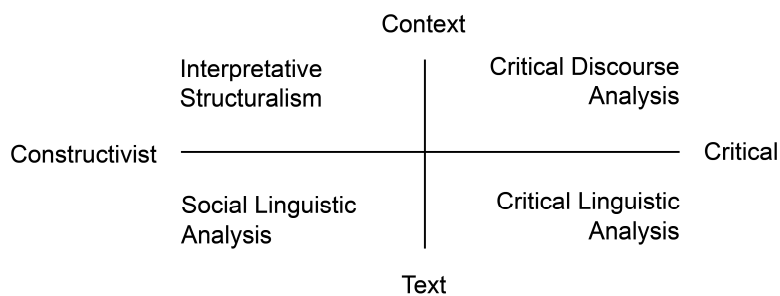 Context
Interpretative
Structuralism
Critical Discourse
Analysis
Constructivist
Critical
Social Linguistic
Analysis
Critical Linguistic
Analysis
Text